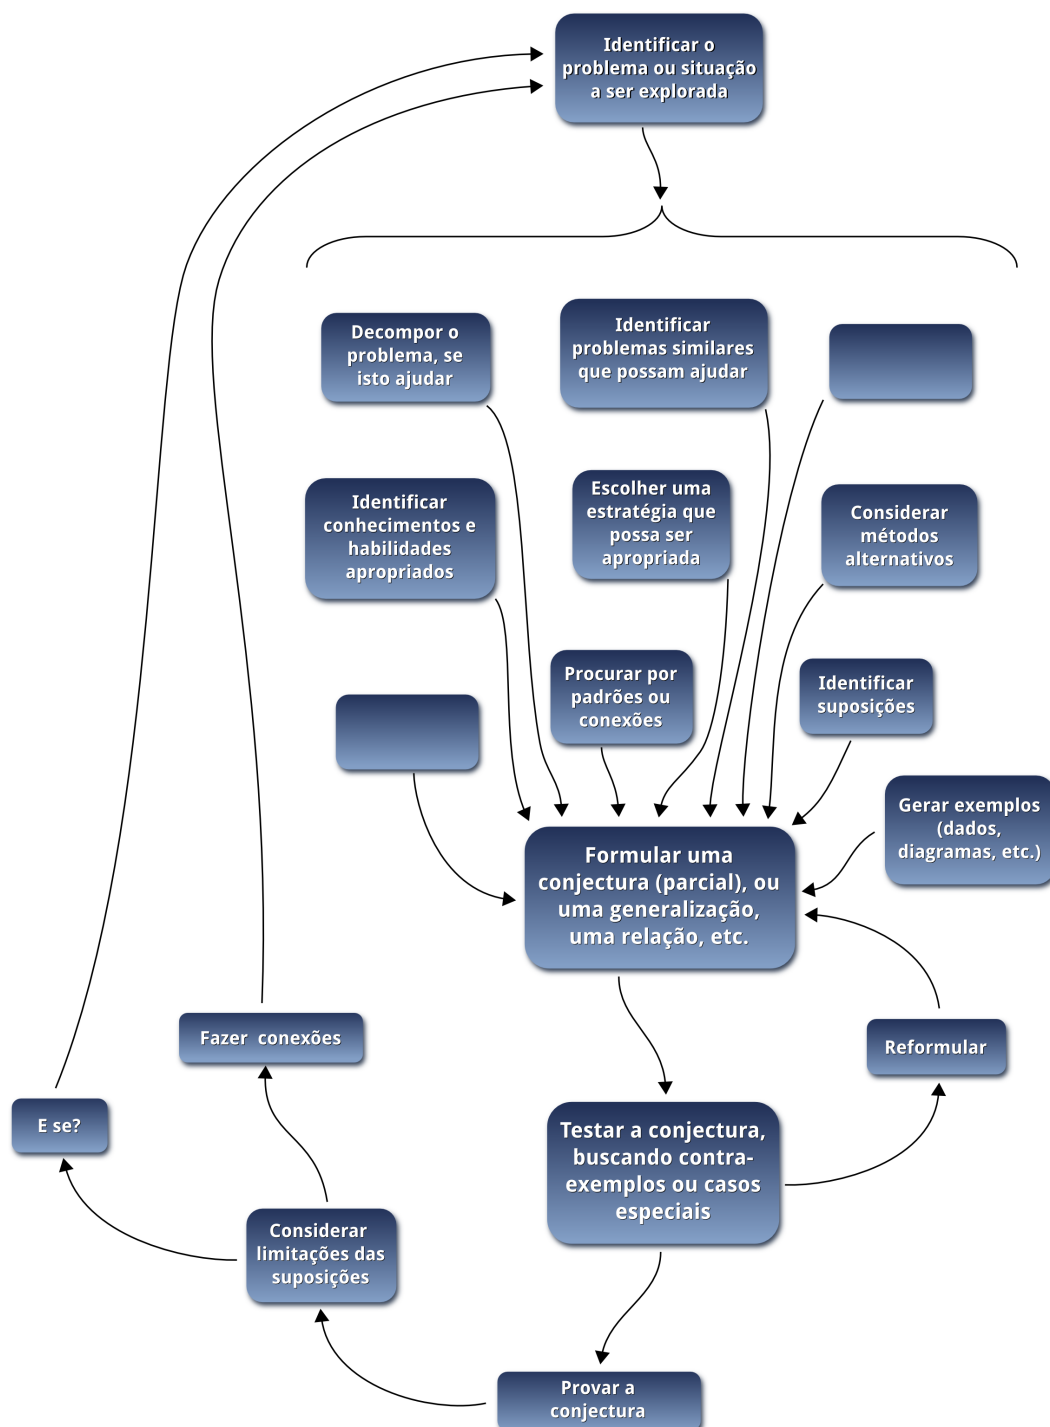 Identificar o
problema ou situação
a ser explorada
Decompor o
problema, se
isto ajudar
Identificar
problemas similares
que possam ajudar
Identificar
conhecimentos e
habilidades
apropriados
Escolher uma
estratégia que
possa ser
apropriada
Considerar
métodos
alternativos
Procurar por
padrões ou
conexões
Identificar
suposições
Gerar exemplos
(dados,
diagramas, etc.)
Formular uma
conjectura (parcial), ou
uma generalização,
uma relação, etc.
Fazer conexões
Reformular
E se?
Testar a conjectura,
buscando contra-
exemplos ou casos
especiais
Considerar
limitações das
suposições
Provar a
conjectura